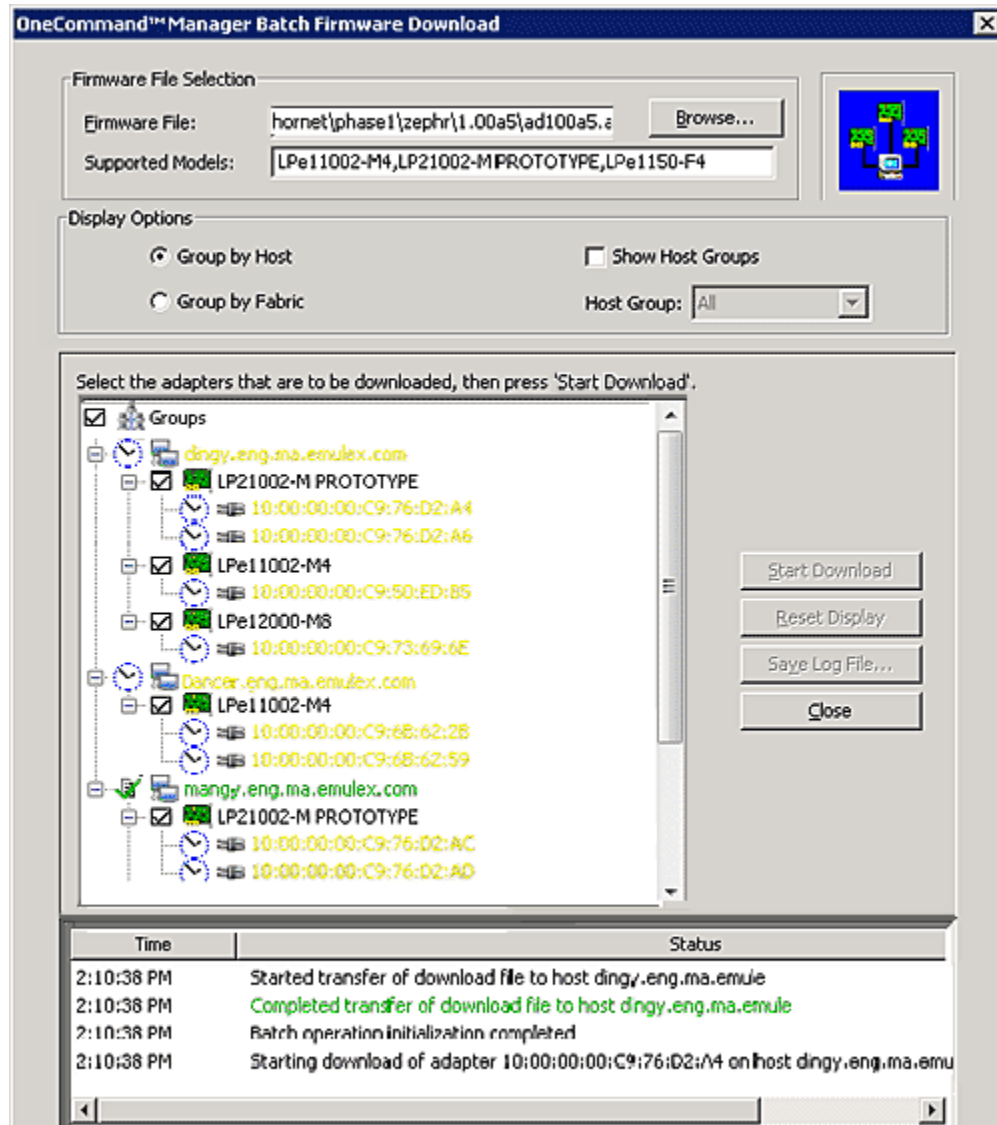 OneCommand™ Manager Batch Firmware Download
Firmware File Selection
Firmware File:
hornet\phase1\zephr\1.00a5\ad100a5.a
Browse...
Supported Models:
LPe11002-M4,LP21002-M PROTOTYPE,LPe1150-F4
254
253
235
Display Options
Group by Host
Show Host Groups
Group by Fabric
Host Group:
All
Select the adapters that are to be downloaded, then press 'Start Download'.
Groups
dingy.eng.ma.emulex.com
LP21002-M PROTOTYPE
10:00:00:00:C9:76:D2:A4
10:00:00:00:C9:76:D2:A6
LPe11002-M4
10:00:00:00:C9:50:ED:85
LPe12000-M8
10:00:00:00:C9:73:69:6E
Dancer.eng.ma.emulex.com
LPe11002-M4
10:00:00:00:C9:6B:62:2B
10:00:00:00:C9:6B:62:59
mangy.eng.ma.emulex.com
LP21002-M PROTOTYPE
10:00:00:00:C9:76:D2:AC
10:00:00:00:C9:76:D2:AD
Start Download
Reset Display
Save Log File...
Close
Time Status
2:10:38 PM Started transfer of download file to host dingy.eng.ma.emule
2:10:38 PM Completed transfer of download file to host dingy.eng.ma.emule
2:10:38 PM Batch operation initialization completed
2:10:38 PM Starting download of adapter 10:00:00:00:C9:76:D2:A4 on host dingy.eng.ma.emu